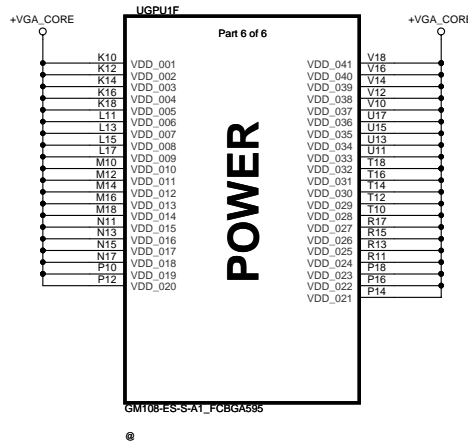 UGPU1F
+VGA_CORE
+VGA_CORE
Part 6 of 6
K10 VDD_001
K12 VDD_002
K14 VDD_003
K16 VDD_004
K18 VDD_005
L11 VDD_006
L13 VDD_007
L15 VDD_008
L17 VDD_009
M10 VDD_010
M12 VDD_011
M14 VDD_012
M16 VDD_013
M18 VDD_014
N11 VDD_015
N13 VDD_016
N15 VDD_017
N17 VDD_018
P10 VDD_019
P12 VDD_020
POWER
VDD_041 V18
VDD_040 V16
VDD_039 V14
VDD_038 V12
VDD_037 V10
VDD_036 U17
VDD_035 U15
VDD_034 U13
VDD_033 U11
VDD_032 T18
VDD_031 T16
VDD_030 T14
VDD_029 T12
VDD_028 T10
VDD_027 R17
VDD_026 R15
VDD_025 R13
VDD_024 R11
VDD_023 P18
VDD_022 P16
VDD_021 P14
GM108-ES-S-A1_FCBGA595
@